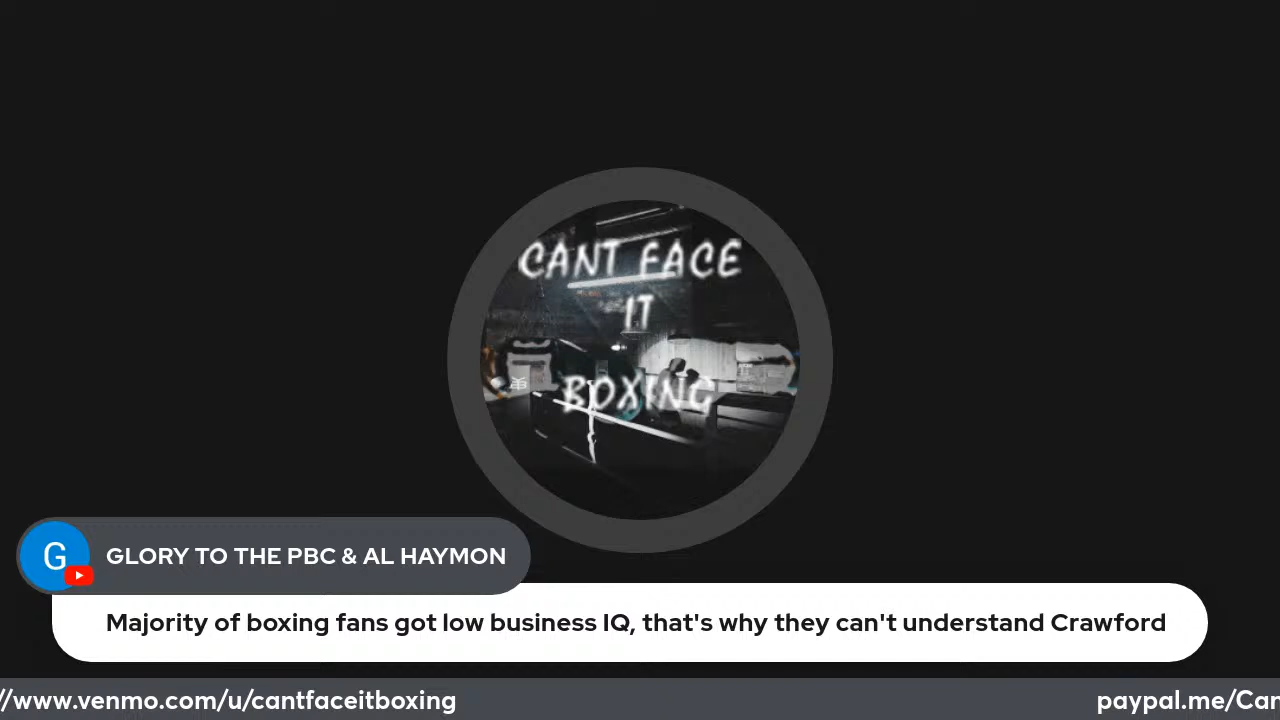 CANT FACE
IT
BOXING
G
GLORY TO THE PBC & AL HAYMON
Majority of boxing fans got low business IQ, that's why they can't understand Crawford
//www.venmo.com/u/cantfaceitboxing
paypal.me/Can